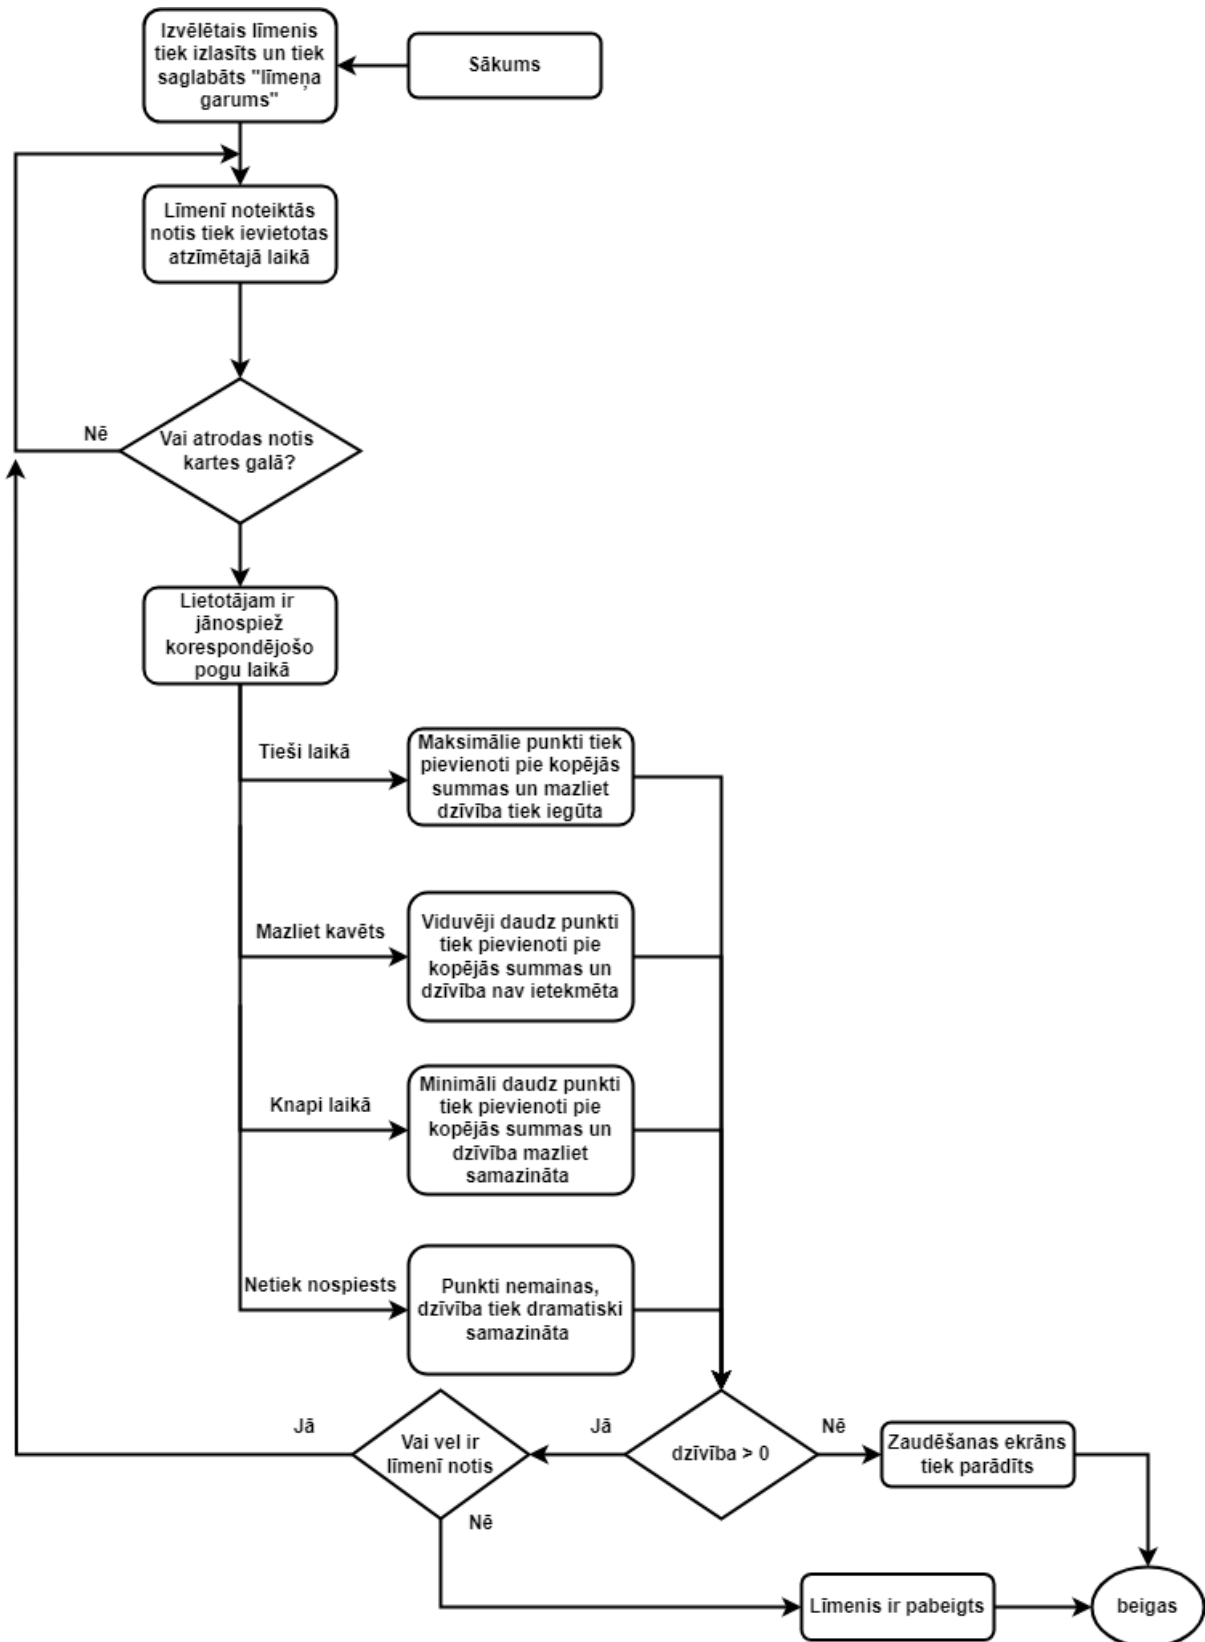 Izvēlētais līmenis
tiek izlasīts un tiek
saglabāts "līmeņa
garums"
Sākums
Līmenī noteiktās
notis tiek ievietotas
atzīmētajā laikā
Nē
Vai atrodas notis
kartes galā?
Lietotājam ir
jānospiež
korespondējošo
pogu laikā
Tieši laikā
Maksimālie punkti tiek
pievienoti pie kopējās
summas un mazliet
dzīvība tiek iegūta
Mazliet kavēts
Viduvēji daudz punkti
tiek pievienoti pie
kopējās summas un
dzīvība nav ietekmēta
Knapi laikā
Minimāli daudz punkti
tiek pievienoti pie
kopējās summas un
dzīvība mazliet
samazināta
Netiek nospiests
Punkti nemainas,
dzīvība tiek dramatiski
samazināta
Jā
Vai vel ir
līmenī notis
Jā
dzīvība > 0
Nē
Zaudēšanas ekrāns
tiek parādīts
Nē
Līmenis ir pabeigts
beigas